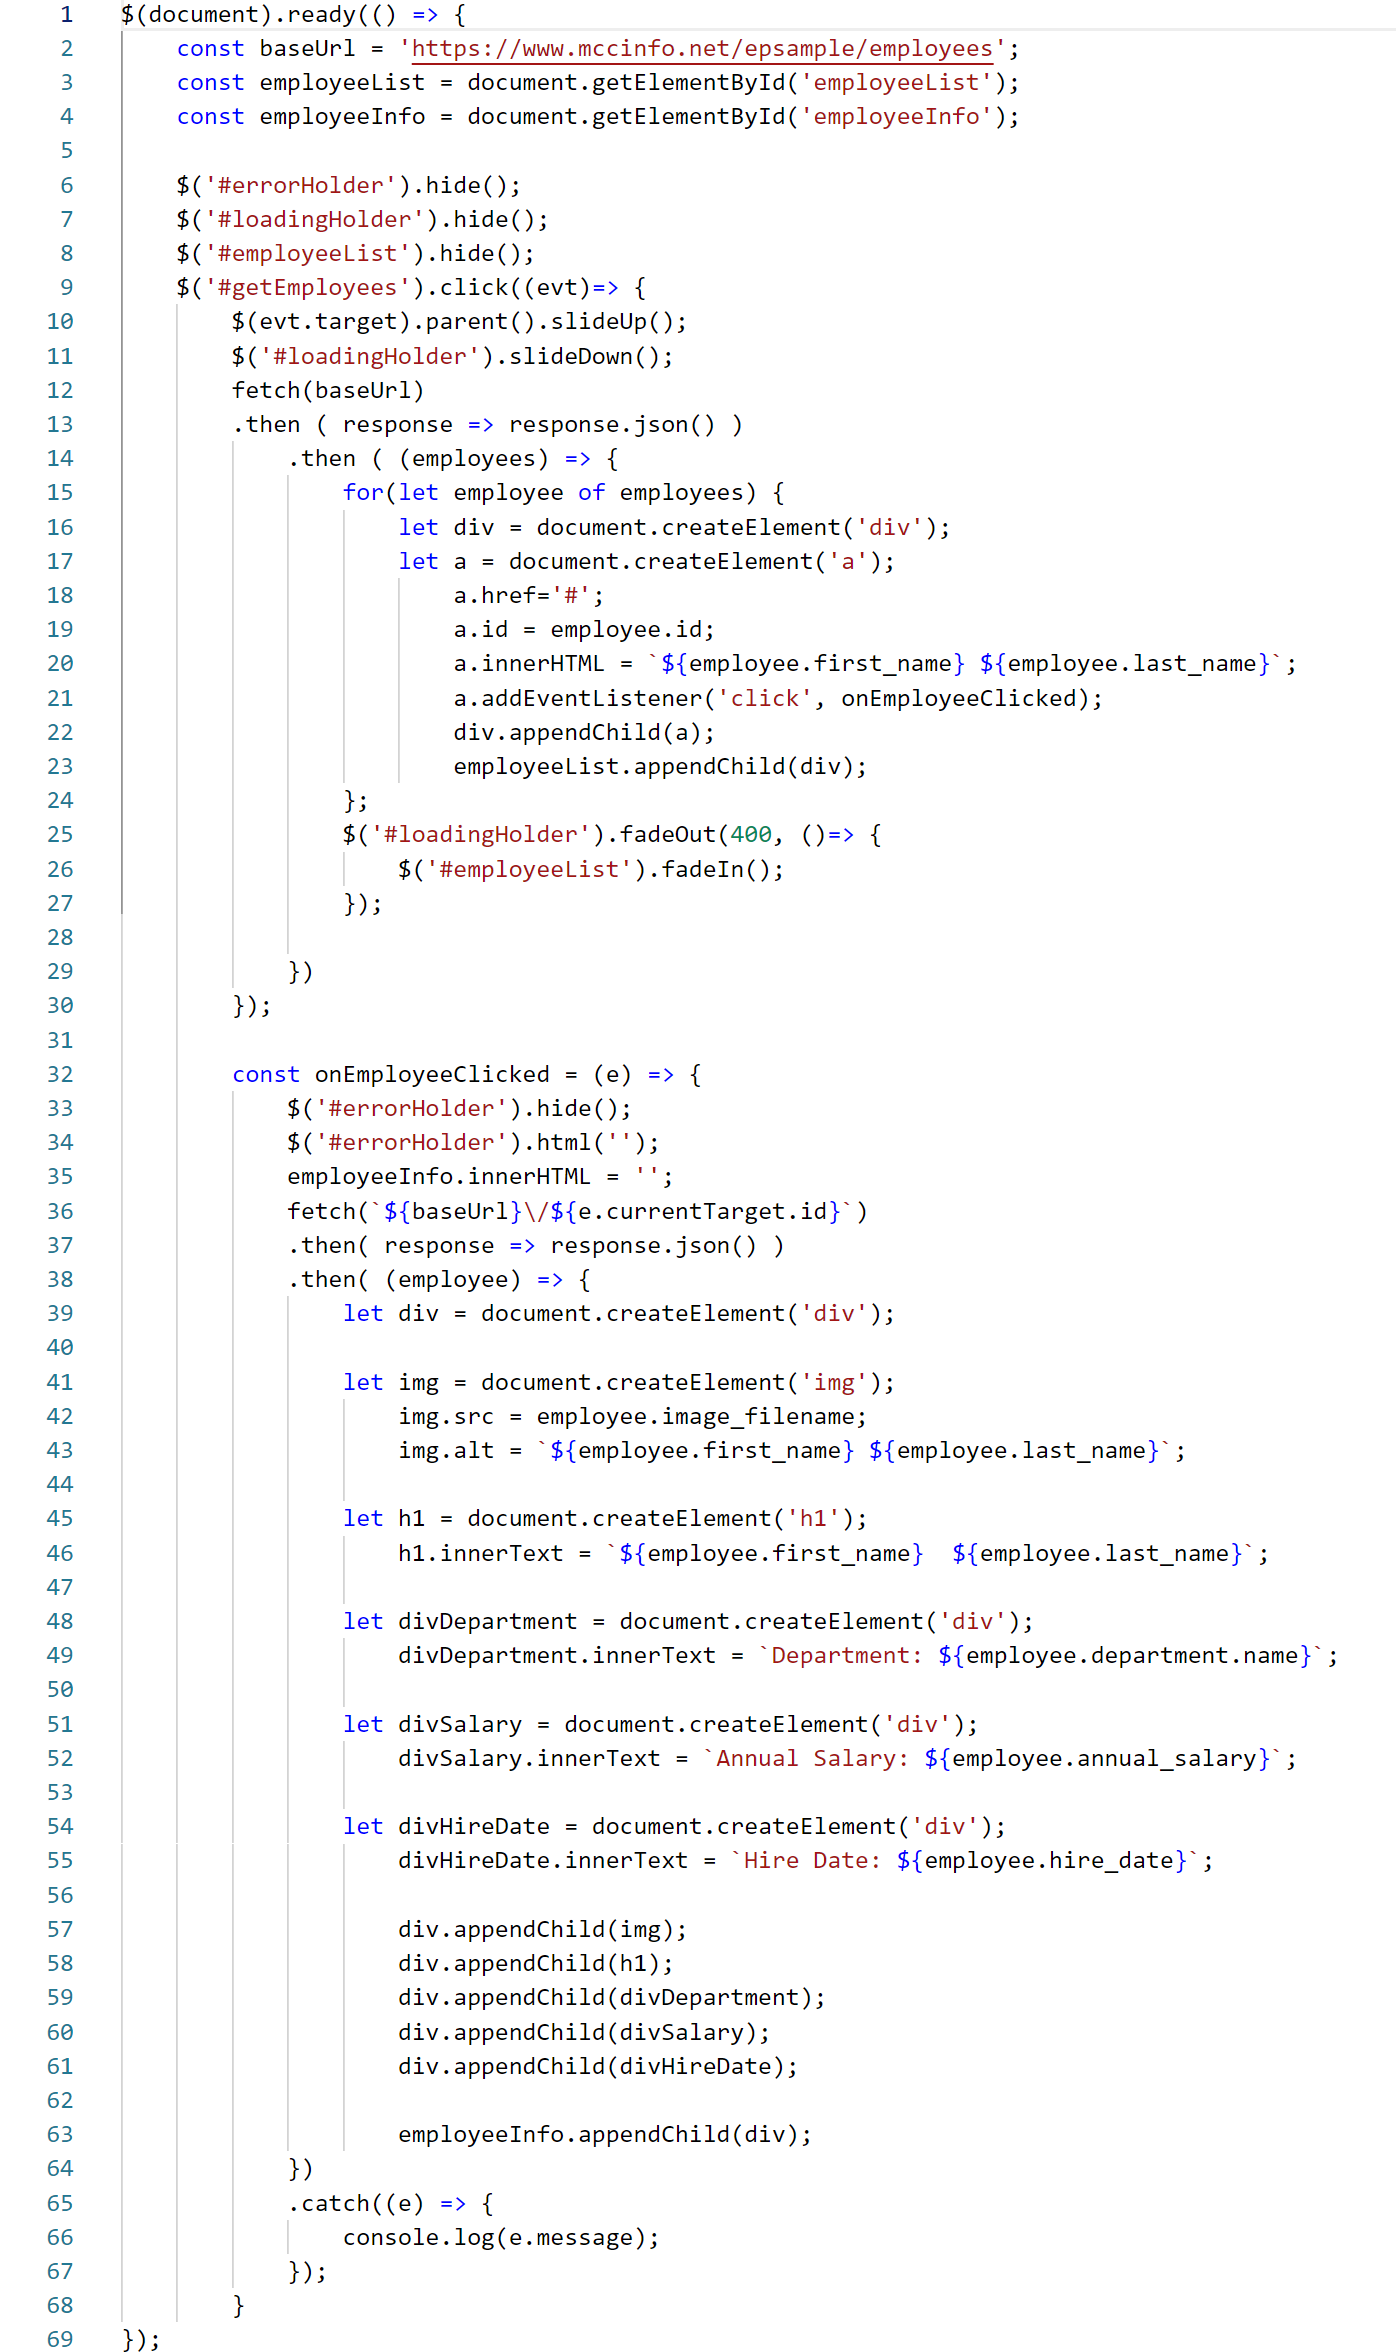 1 $(document).ready(() => {
2     const baseUrl = 'https://www.mccinfo.net/epsample/employees';
3     const employeeList = document.getElementById('employeeList');
4     const employeeInfo = document.getElementById('employeeInfo');
5
6     $('#errorHolder').hide();
7     $('#loadingHolder').hide();
8     $('#employeeList').hide();
9     $('#getEmployees').click((evt)=> {
10         $(evt.target).parent().slideUp();
11         $('#loadingHolder').slideDown();
12         fetch(baseUrl)
13         .then ( response => response.json() )
14             .then ( (employees) => {
15                 for(let employee of employees) {
16                     let div = document.createElement('div');
17                     let a = document.createElement('a');
18                         a.href='#';
19                         a.id = employee.id;
20                         a.innerHTML = `${employee.first_name} ${employee.last_name}`;
21                         a.addEventListener('click', onEmployeeClicked);
22                         div.appendChild(a);
23                         employeeList.appendChild(div);
24                 };
25                 $('#loadingHolder').fadeOut(400, ()=> {
26                     $('#employeeList').fadeIn();
27                 });
28
29             })
30         });
31
32         const onEmployeeClicked = (e) => {
33             $('#errorHolder').hide();
34             $('#errorHolder').html('');
35             employeeInfo.innerHTML = '';
36             fetch(`${baseUrl}\/${e.currentTarget.id}`)
37             .then( response => response.json() )
38             .then( (employee) => {
39                 let div = document.createElement('div');
40
41                 let img = document.createElement('img');
42                     img.src = employee.image_filename;
43                     img.alt = `${employee.first_name} ${employee.last_name}`;
44
45                 let h1 = document.createElement('h1');
46                     h1.innerText = `${employee.first_name}  ${employee.last_name}`;
47
48                 let divDepartment = document.createElement('div');
49                     divDepartment.innerText = `Department: ${employee.department.name}`;
50
51                 let divSalary = document.createElement('div');
52                     divSalary.innerText = `Annual Salary: ${employee.annual_salary}`;
53
54                 let divHireDate = document.createElement('div');
55                     divHireDate.innerText = `Hire Date: ${employee.hire_date}`;
56
57                     div.appendChild(img);
58                     div.appendChild(h1);
59                     div.appendChild(divDepartment);
60                     div.appendChild(divSalary);
61                     div.appendChild(divHireDate);
62
63                     employeeInfo.appendChild(div);
64             })
65             .catch((e) => {
66                 console.log(e.message);
67             });
68         }
69 });